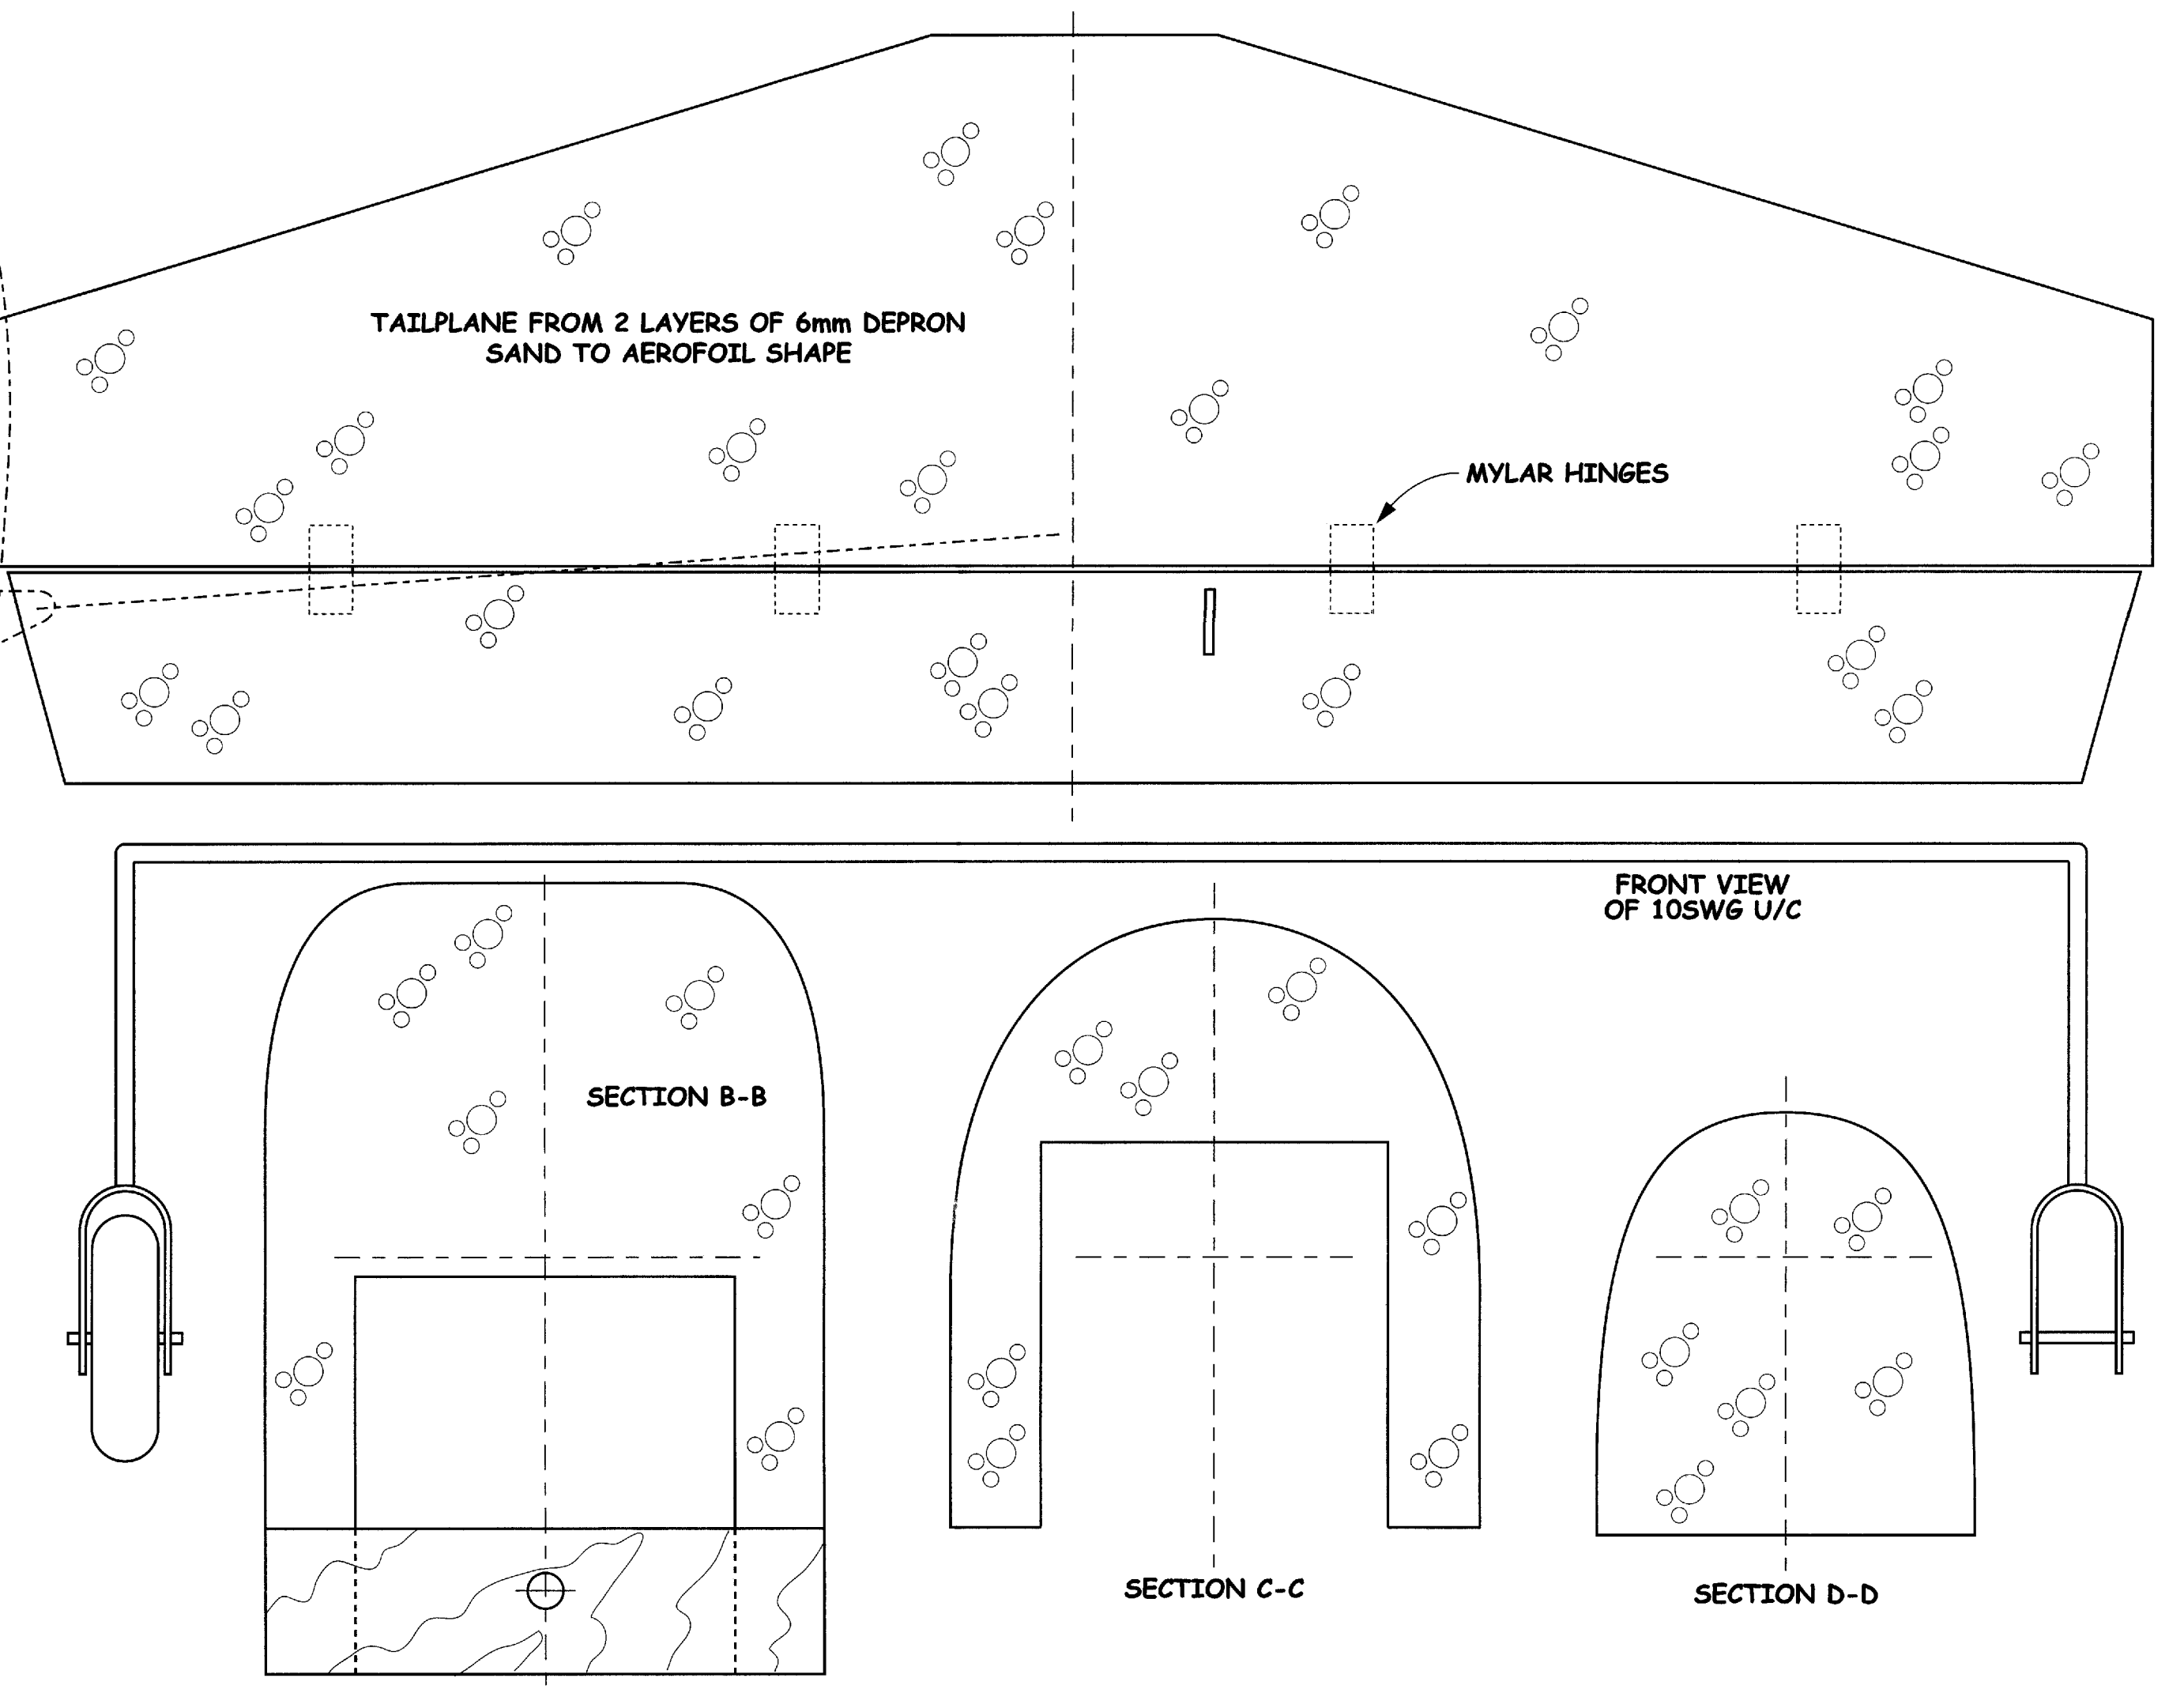 TAILPLANE FROM 2 LAYERS OF 6mm DEPRON
SAND TO AEROFOIL SHAPE
MYLAR HINGES
FRONT VIEW
OF 10SWG U/C
SECTION B-B
SECTION C-C
SECTION D-D